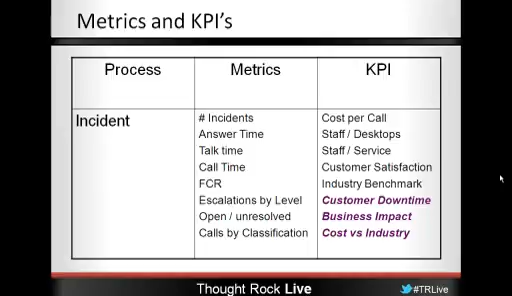 Metrics and KPI's
Process Metrics KPI
Incident
# Incidents Cost per Call
Answer Time Staff / Desktops
Talk time Staff / Service
Call Time Customer Satisfaction
FCR Industry Benchmark
Escalations by Level Customer Downtime
Open / unresolved Business Impact
Calls by Classification Cost vs Industry
Thought Rock Live #TRLive